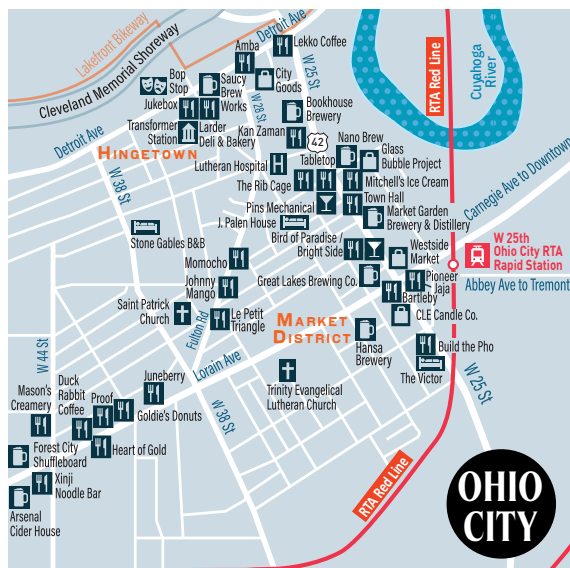 Lakefront Bikeway
Cleveland Memorial Shoreway
Detroit Ave
Amba
Lekko Coffee
W 25 St
RTA Red Line
Cuyahoga
River
Bop
Stop
Saucy
Brew
Works
City
Goods
W 28 St
Jukebox
Bookhouse
Brewery
Transformer
Station
Larder
Deli & Bakery
Kan Zaman
42
Detroit Ave
HINGETOWN
Nano Brew
Glass
Bubble Project
Tabletop
Lutheran Hospital
H
The Rib Cage
Mitchell's Ice Cream
W 38 St
Carnegie Ave to Downtown
Pins Mechanical
Town Hall
J. Palen House
Market Garden
Brewery & Distillery
Stone Gables B&B
Bird of Paradise /
Bright Side
Westside
Market
W 25th
Ohio City RTA
Rapid Station
Momocho
Great Lakes Brewing Co.
Pioneer
Jaja
Abbey Ave to Tremont
Johnny
Mango
Bartleby
Saint Patrick
Church
Le Petit
Triangle
CLE Candle Co.
Fulton Rd
MARKET
DISTRICT
Hansa
Brewery
Build the Pho
W 44 St
Lorain Ave
The Victor
W 25 St
Mason's
Creamery
Duck
Rabbit
Coffee
Proof
Juneberry
Trinity Evangelical
Lutheran Church
Goldie's Donuts
W 38 St
Forest City
Shuffleboard
Heart of Gold
Xinji
Noodle Bar
RTA Red Line
Arsenal
Cider House
OHIO
CITY